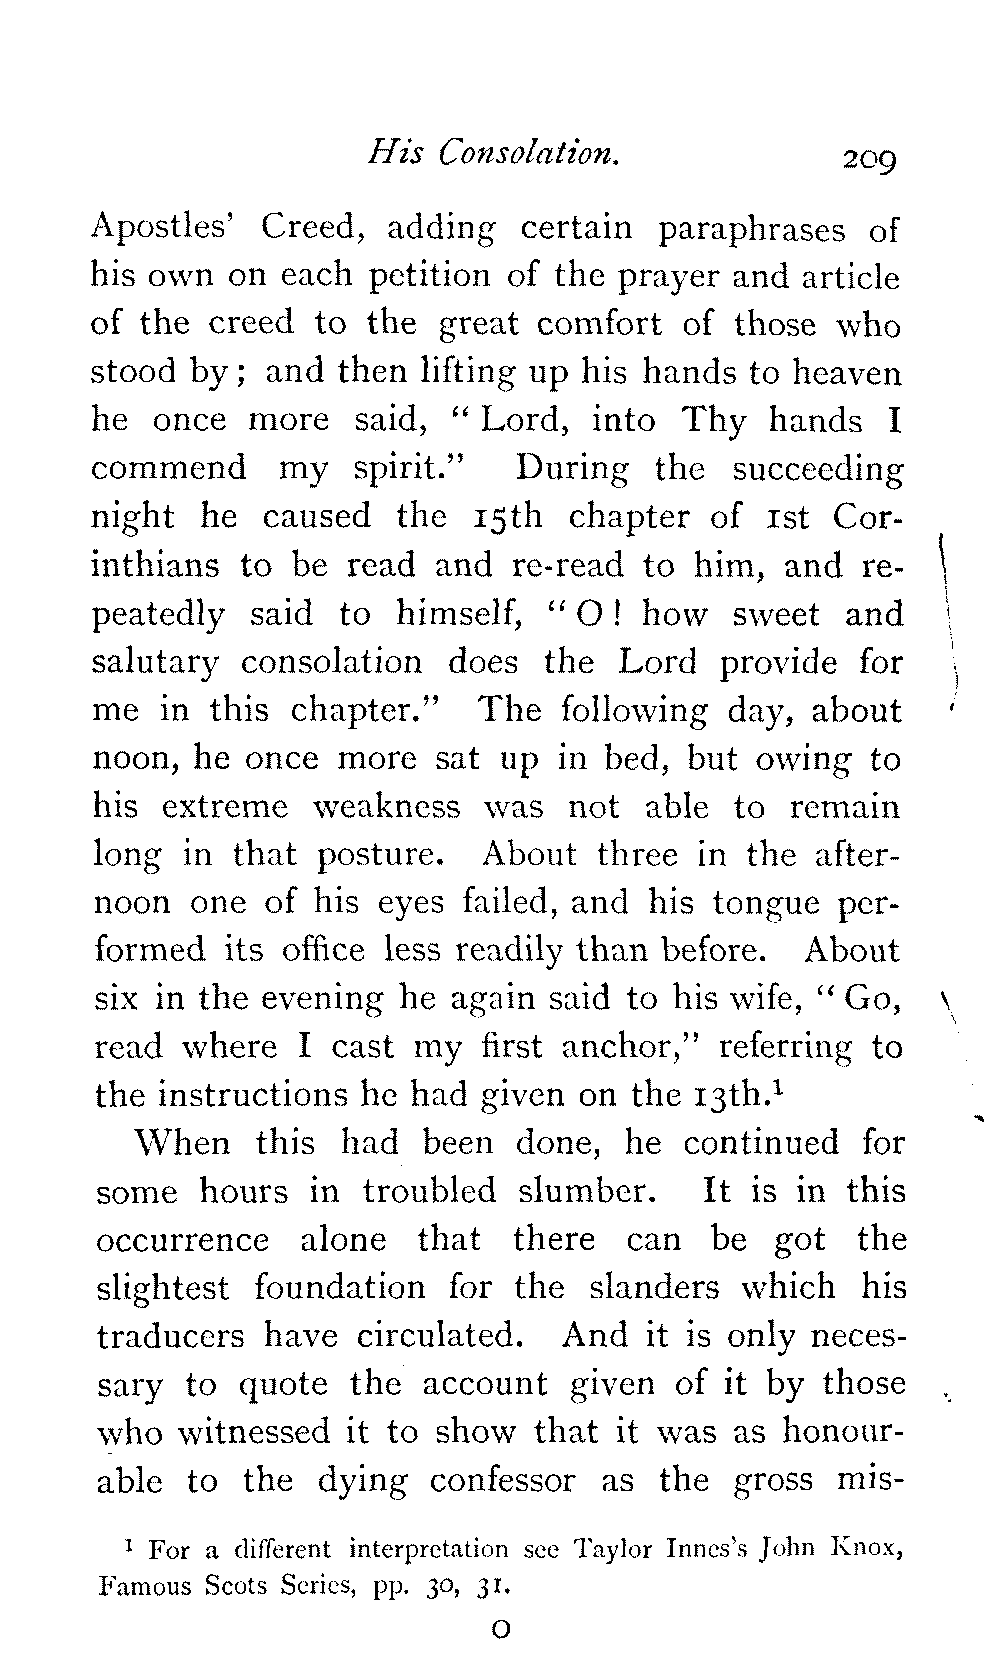 His Consolation. 209
Apostles' Creed, adding certain paraphrases of
his own on each petition of the prayer and article
of the creed to the great comfort of those who
stood by; and then lifting up his hands to heaven
he once more said, "Lord, into Thy hands I
commend my spirit." During the succeeding
night he caused the 15th chapter of 1st Cor-
inthians to be read and re-read to him, and re-
peatedly said to himself, "O! how sweet and
salutary consolation does the Lord provide for
me in this chapter." The following day, about
noon, he once more sat up in bed, but owing to
his extreme weakness was not able to remain
long in that posture. About three in the after-
noon one of his eyes failed, and his tongue per-
formed its office less readily than before. About
six in the evening he again said to his wife, "Go,
read where I cast my first anchor," referring to
the instructions he had given on the 13th.¹
When this had been done, he continued for
some hours in troubled slumber. It is in this
occurrence alone that there can be got the
slightest foundation for the slanders which his
traducers have circulated. And it is only neces-
sary to quote the account given of it by those
who witnessed it to show that it was as honour-
able to the dying confessor as the gross mis-
¹ For a different interpretation see Taylor Innes's John Knox,
Famous Scots Series, pp. 30, 31.
O